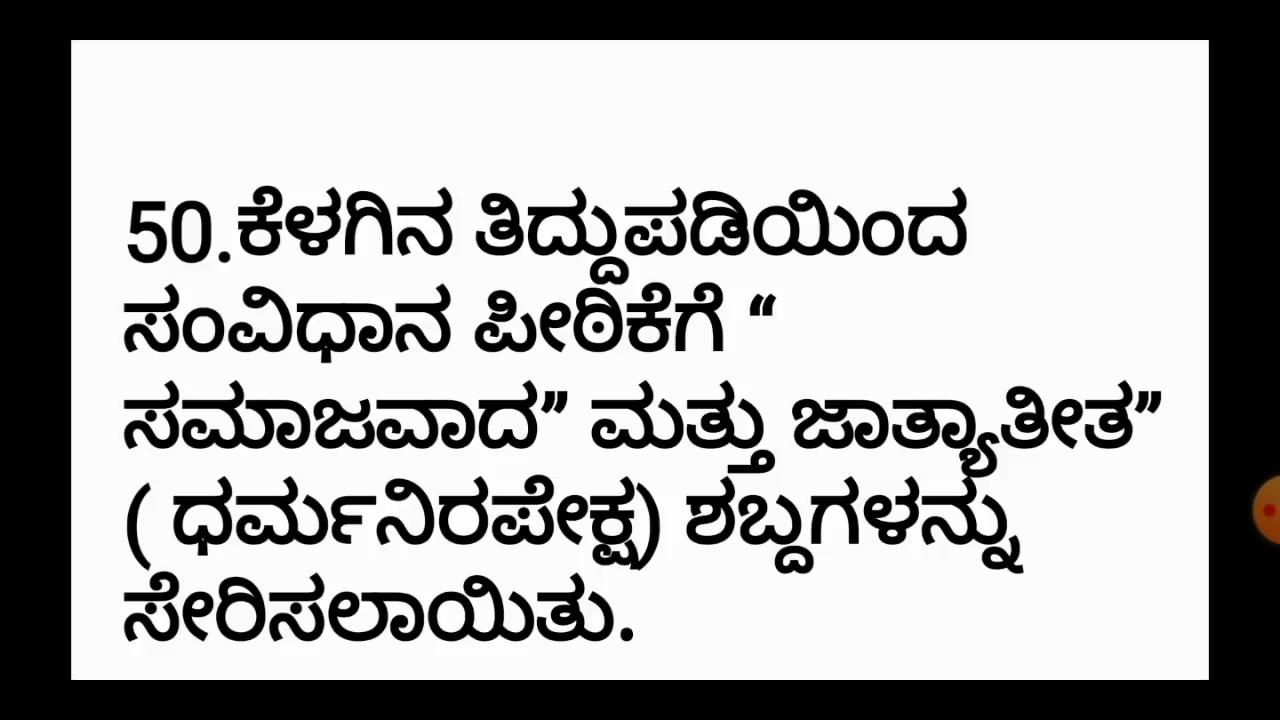 50.ಕೆಳಗಿನ ತಿದ್ದುಪಡಿಯಿಂದ
ಸಂವಿಧಾನ ಪೀಠಿಕೆಗೆ “
ಸಮಾಜವಾದ” ಮತ್ತು ಜಾತ್ಯಾತೀತ”
( ಧರ್ಮನಿರಪೇಕ್ಷ) ಶಬ್ದಗಳನ್ನು
ಸೇರಿಸಲಾಯಿತು.